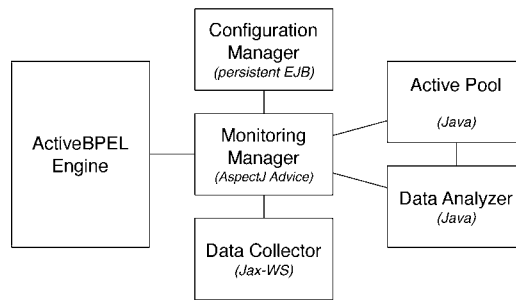 Configuration
Manager
(persistent EJB)
ActiveBPEL
Engine
Monitoring
Manager
(AspectJ Advice)
Active Pool
(Java)
Data Analyzer
(Java)
Data Collector
(Jax-WS)